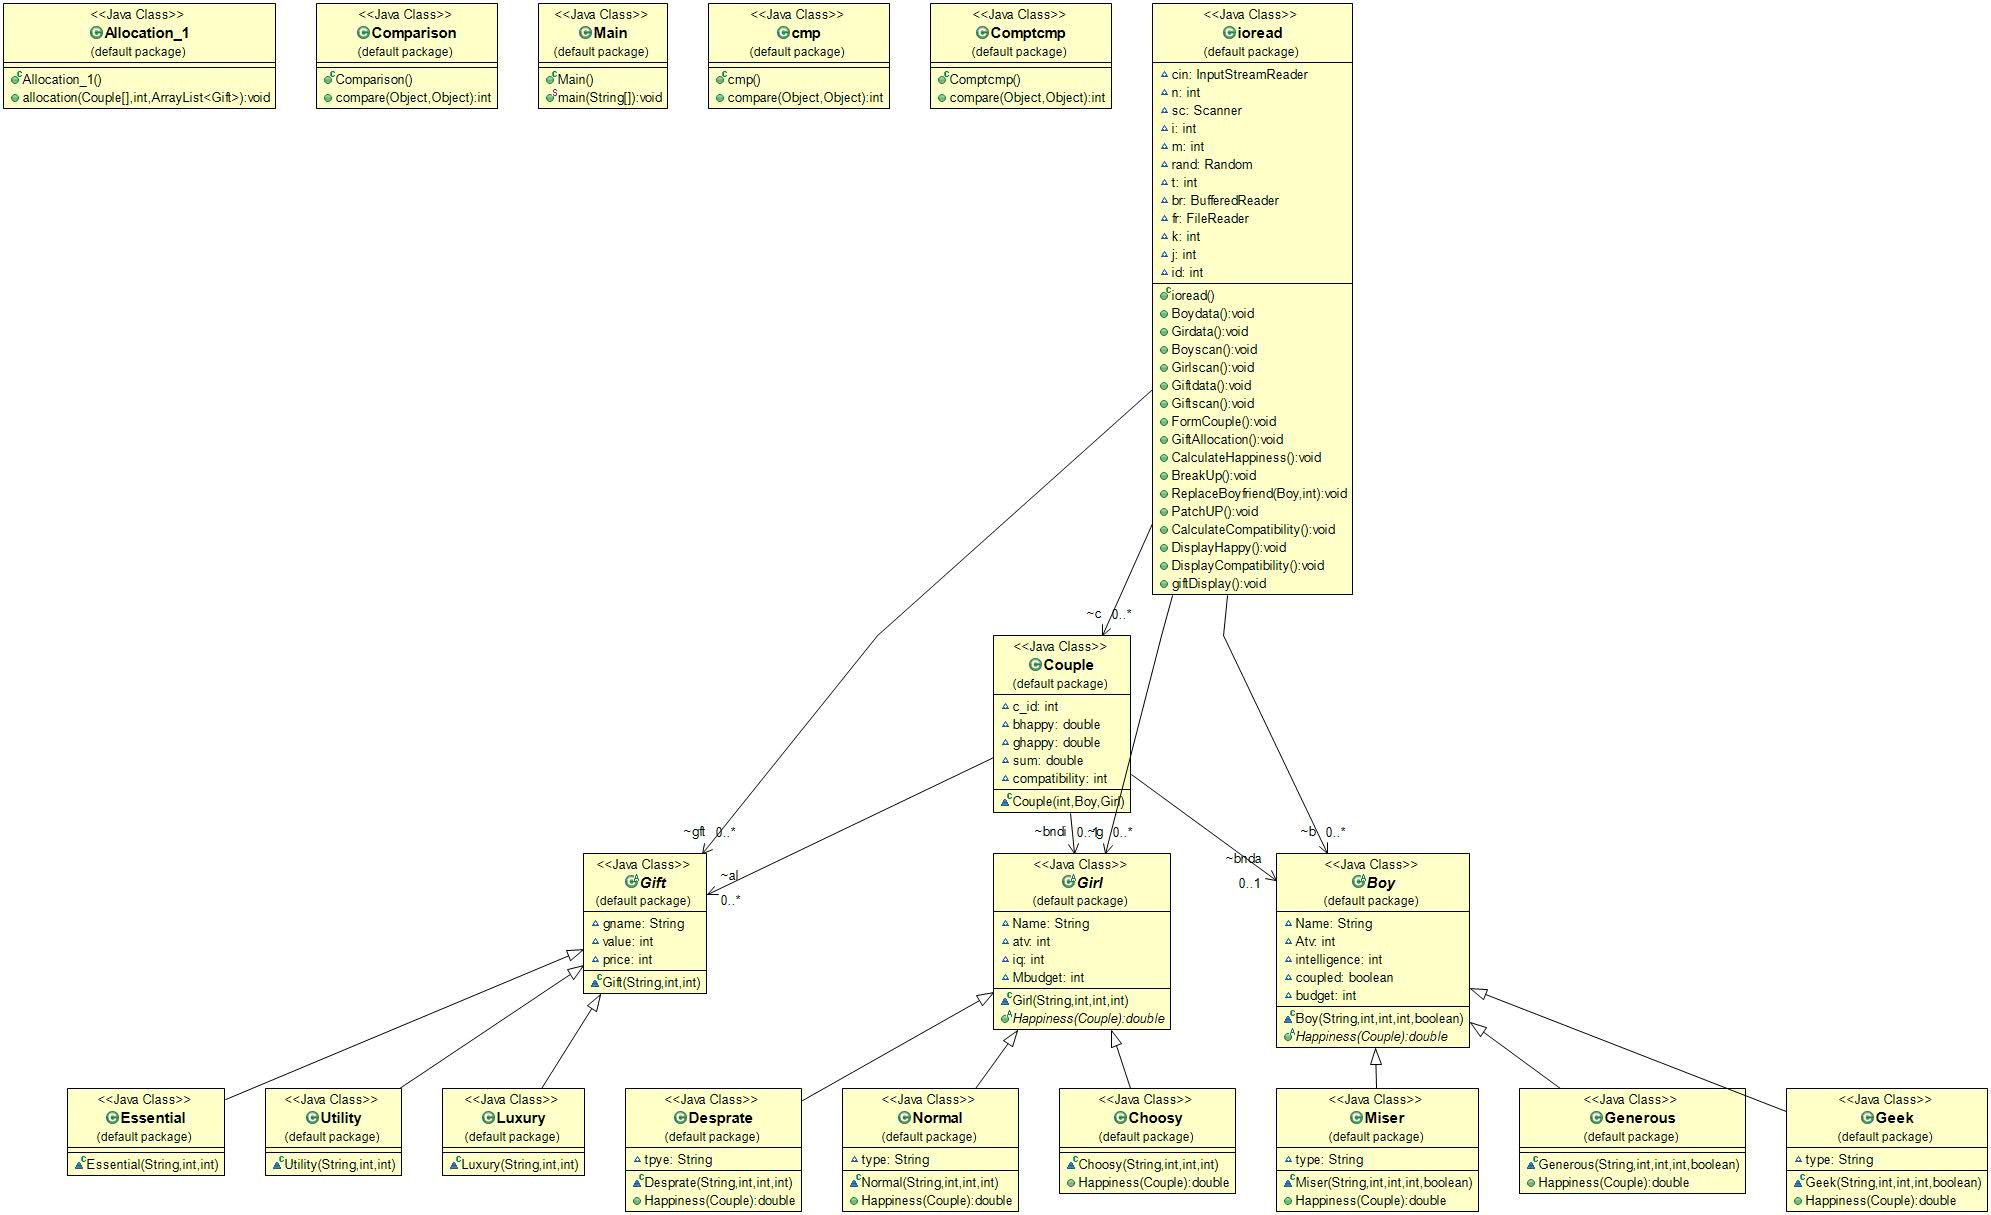 <<Java Class>>
Allocation_1
(default package)
Allocation_1()
allocation(Couple[],int,ArrayList<Gift>):void
<<Java Class>>
Comparison
(default package)
Comparison()
compare(Object,Object):int
<<Java Class>>
Main
(default package)
Main()
main(String[]):void
<<Java Class>>
cmp
(default package)
cmp()
compare(Object,Object):int
<<Java Class>>
Comptcmp
(default package)
Comptcmp()
compare(Object,Object):int
<<Java Class>>
ioread
(default package)
cin: InputStreamReader
n: int
sc: Scanner
i: int
m: int
rand: Random
t: int
br: BufferedReader
fr: FileReader
k: int
j: int
id: int
ioread()
Boydata():void
Girdata():void
Boyscan():void
Girlscan():void
Giftdata():void
Giftscan():void
FormCouple():void
GiftAllocation():void
CalculateHappiness():void
BreakUp():void
ReplaceBoyfriend(Boy,int):void
PatchUP():void
CalculateCompatibility():void
DisplayHappy():void
DisplayCompatibility():void
giftDisplay():void
~c 0..*
<<Java Class>>
Couple
(default package)
c_id: int
bhappy: double
ghappy: double
sum: double
compatibility: int
Couple(int,Boy,Girl)
~gft 0..*
~bndi 0..1
~g 0..*
~b 0..*
~al
0..*
~bnda
0..1
<<Java Class>>
Gift
(default package)
gname: String
value: int
price: int
Gift(String,int,int)
<<Java Class>>
Girl
(default package)
Name: String
atv: int
iq: int
Mbudget: int
Girl(String,int,int,int)
Happiness(Couple):double
<<Java Class>>
Boy
(default package)
Name: String
Atv: int
intelligence: int
coupled: boolean
budget: int
Boy(String,int,int,int,boolean)
Happiness(Couple):double
<<Java Class>>
Essential
(default package)
Essential(String,int,int)
<<Java Class>>
Utility
(default package)
Utility(String,int,int)
<<Java Class>>
Luxury
(default package)
Luxury(String,int,int)
<<Java Class>>
Desprate
(default package)
tpye: String
Desprate(String,int,int,int)
Happiness(Couple):double
<<Java Class>>
Normal
(default package)
type: String
Normal(String,int,int,int)
Happiness(Couple):double
<<Java Class>>
Choosy
(default package)
Choosy(String,int,int,int)
Happiness(Couple):double
<<Java Class>>
Miser
(default package)
type: String
Miser(String,int,int,int,boolean)
Happiness(Couple):double
<<Java Class>>
Generous
(default package)
Generous(String,int,int,int,boolean)
Happiness(Couple):double
<<Java Class>>
Geek
(default package)
type: String
Geek(String,int,int,int,boolean)
Happiness(Couple):double